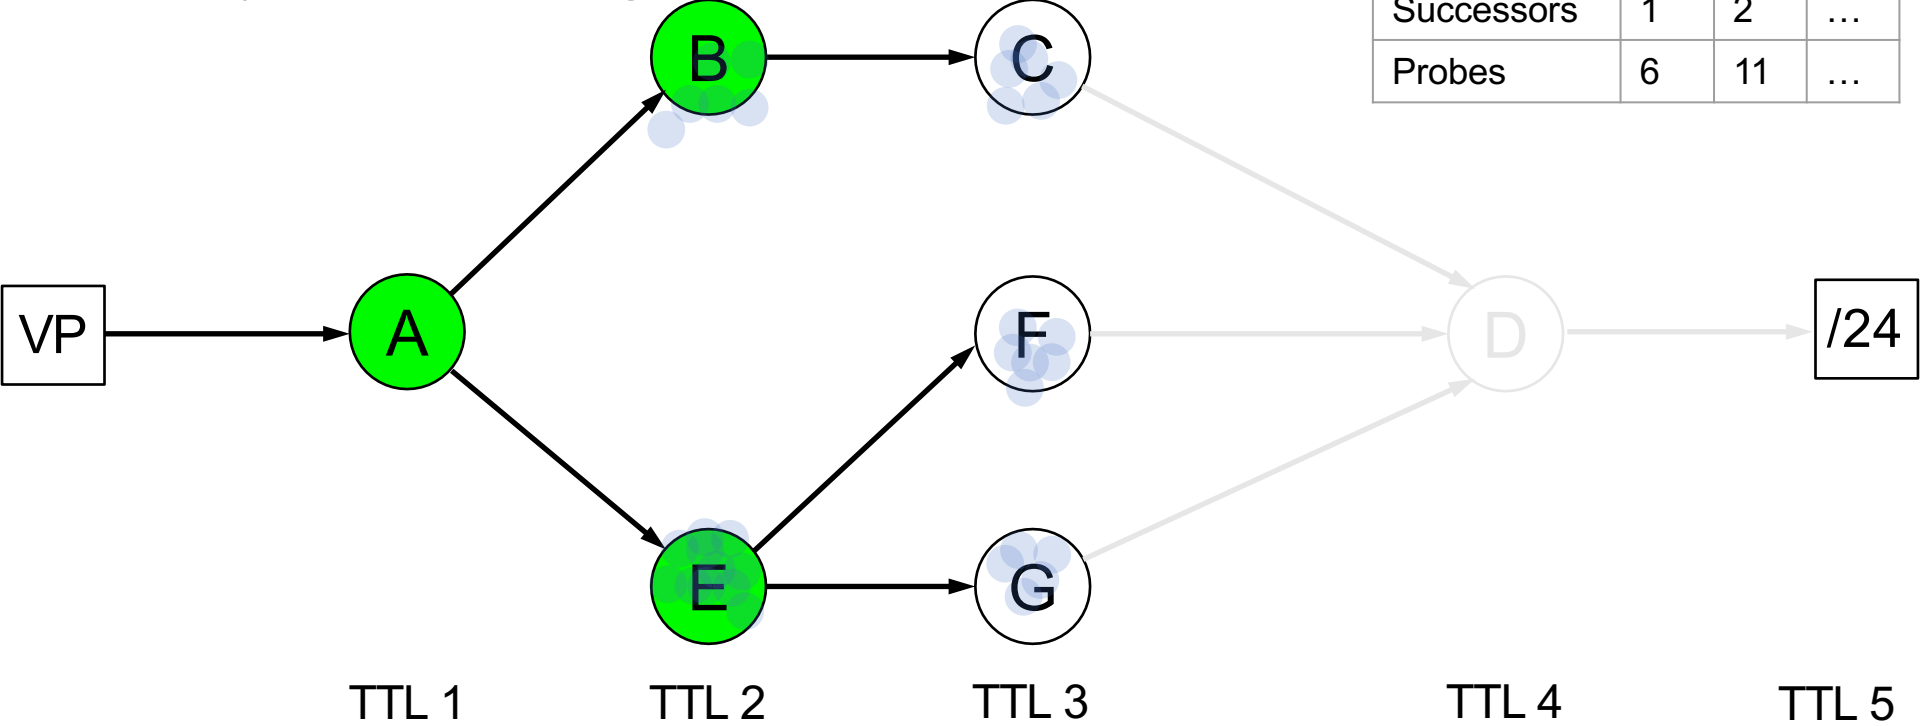 Successors 1 2 …
Probes 6 11 …
B C
VP A F D /24
E G
TTL 1 TTL 2 TTL 3 TTL 4 TTL 5